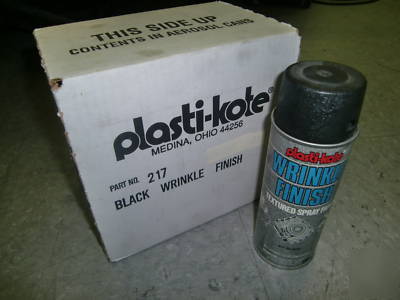 THIS SIDE UP
CONTENTS IN AEROSOL CANS
plasti-kote®
MEDINA, OHIO 44256
PART NO. 217
BLACK WRINKLE FINISH
plasti-kote
WRINKLE
FINISH
TEXTURED SPRAY